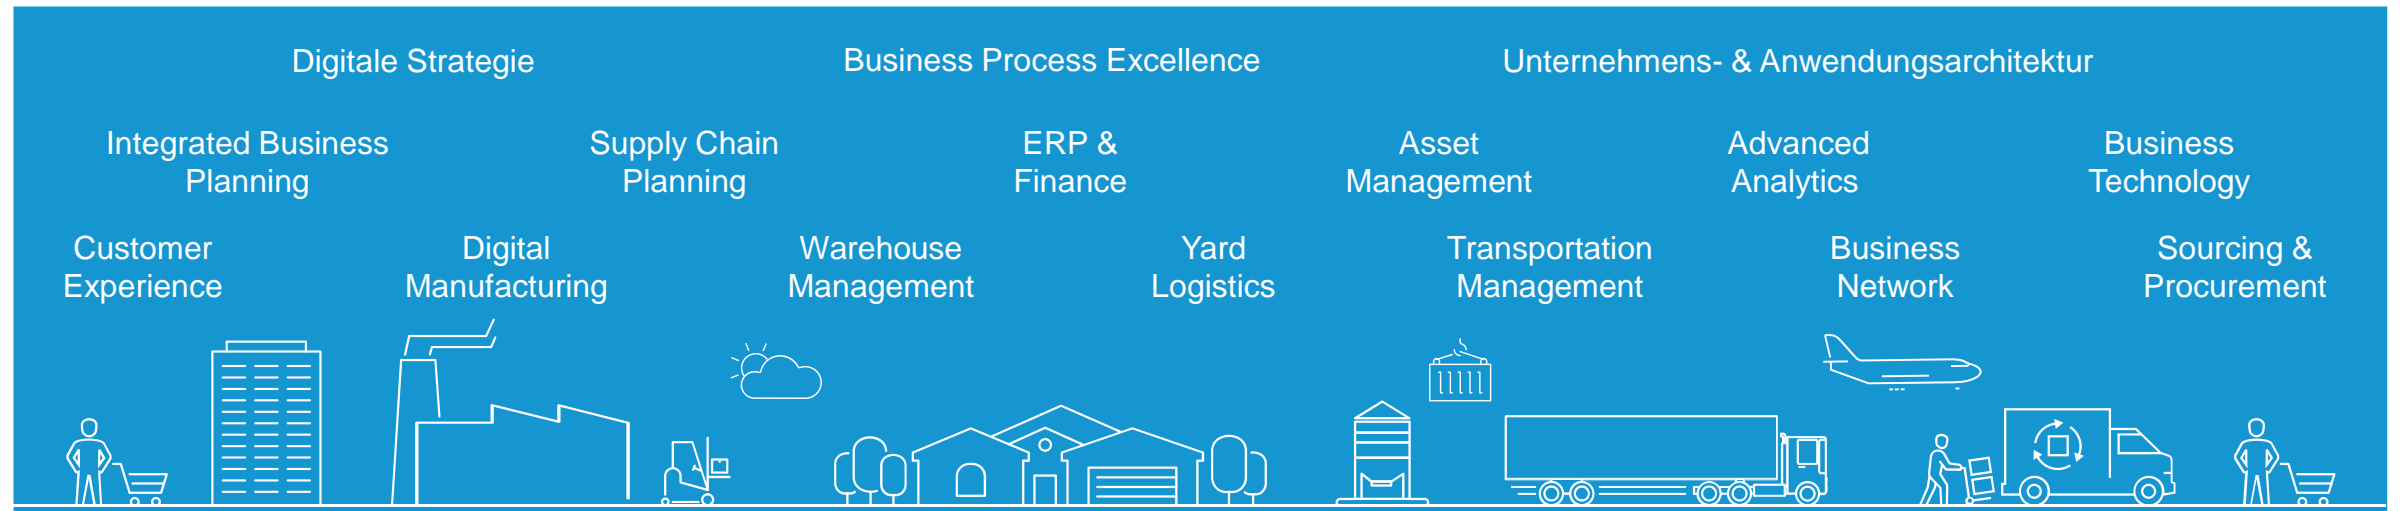 Digitale Strategie
Business Process Excellence
Unternehmens- & Anwendungsarchitektur
Integrated Business
Planning
Supply Chain
Planning
ERP &
Finance
Asset
Management
Advanced
Analytics
Business
Technology
Customer
Experience
Digital
Manufacturing
Warehouse
Management
Yard
Logistics
Transportation
Management
Business
Network
Sourcing &
Procurement